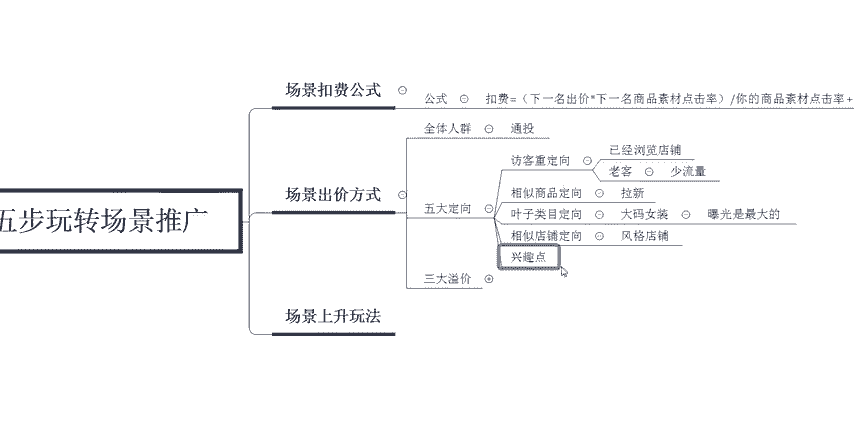 五步玩转场景推广
场景扣费公式
公式
扣费=（下一名出价*下一名商品素材点击率）/你的商品素材点击率+
场景出价方式
全体人群
通投
五大定向
访客重定向
已经浏览店铺
老客
少流量
相似商品定向
拉新
叶子类目定向
大码女装
曝光是最大的
相似店铺定向
风格店铺
兴趣点
三大溢价
场景上升玩法